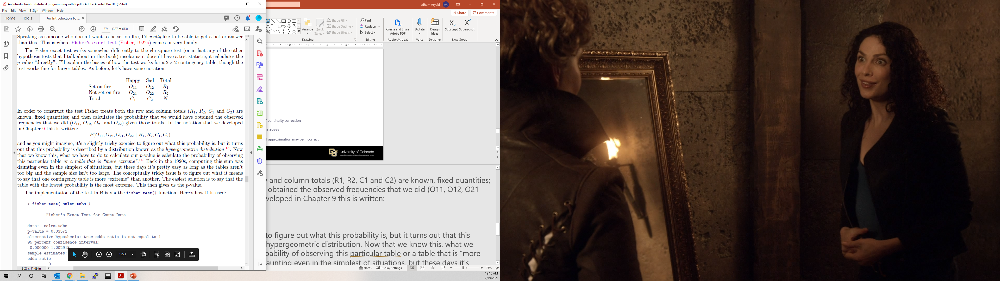 An Introduction to statistical programming with R.pdf - Adobe Acrobat Pro DC (32-bit)
File Edit View E-Sign Window Help
Home Tools An Introduction to ... ×
374 (387 of 613)
Speaking as someone who doesn't want to be set on fire, I'd really like to be able to get a better answer
than this. This is where Fisher's exact test (Fisher, 1922a) comes in very handy.
The Fisher exact test works somewhat differently to the chi-square test (or in fact any of the other
hypothesis tests that I talk about in this book) insofar as it doesn't have a test statistic; it calculates the
p-value “directly”. I'll explain the basics of how the test works for a 2 × 2 contingency table, though the
test works fine for larger tables. As before, let's have some notation:
Happy Sad Total
Set on fire O11 O12 R1
Not set on fire O21 O22 R2
Total C1 C2 N
In order to construct the test Fisher treats both the row and column totals (R1, R2, C1 and C2) are
known, fixed quantities; and then calculates the probability that we would have obtained the observed
frequencies that we did (O11, O12, O21 and O22) given those totals. In the notation that we developed
in Chapter 9 this is written:
P(O11, O12, O21, O22 | R1, R2, C1, C2)
and as you might imagine, it's a slightly tricky exercise to figure out what this probability is, but it turns
out that this probability is described by a distribution known as the hypergeometric distribution 13. Now
that we know this, what we have to do to calculate our p-value is calculate the probability of observing
this particular table or a table that is “more extreme”.14 Back in the 1920s, computing this sum was
daunting even in the simplest of situations, but these days it's pretty easy as long as the tables aren't
too big and the sample size isn't too large. The conceptually tricky issue is to figure out what it means
to say that one contingency table is more “extreme” than another. The easiest solution is to say that the
table with the lowest probability is the most extreme. This then gives us the p-value.
The implementation of the test in R is via the fisher.test() function. Here's how it is used:
> fisher.test( salem.tabs )
Fisher's Exact Test for Count Data
data: salem.tabs
p-value = 0.03571
alternative hypothesis: true odds ratio is not equal to 1
95 percent confidence interval:
0.000000 1.202913
sample estimates:
odds ratio
0
125%
8.27 x 11.69 in
adham Atyabi AA
Share Comments
Arrange
Quick
Styles
Shape Fill
Shape Outline
Shape Effects
Find
Replace
Select
Create and Share
Adobe PDF
Dictate
Design
Ideas
Subscript
Superscript
Drawing Editing Adobe Acrobat Voice Designer New Group
1 0 1 2 3 4
continuity correction
0.06888
d approximation may be incorrect
University of Colorado
and column totals (R1, R2, C1 and C2) are known, fixed quantities;
obtained the observed frequencies that we did (O11, O12, O21
veloped in Chapter 9 this is written:
to figure out what this probability is, but it turns out that this
hypergeometric distribution. Now that we know this, what we
bability of observing this particular table or a table that is “more
aunting even in the simplest of situations, but these days it's
Notes Display Settings 75%
12:15 AM
7/19/2021